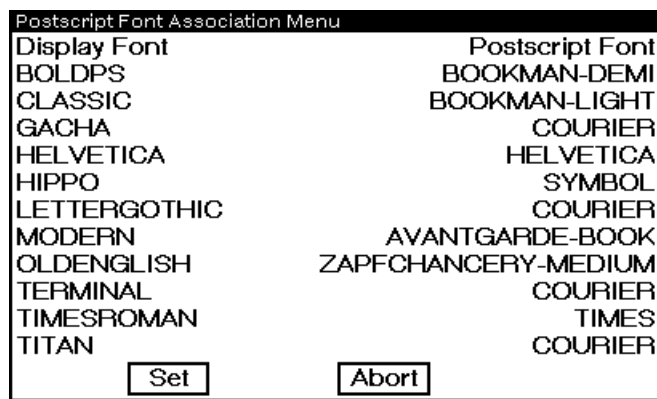 Postscript Font Association Menu
Display Font Postscript Font
BOLDPS BOOKMAN-DEMI
CLASSIC BOOKMAN-LIGHT
GACHA COURIER
HELVETICA HELVETICA
HIPPO SYMBOL
LETTERGOTHIC COURIER
MODERN AVANTGARDE-BOOK
OLDENGLISH ZAPFCHANCERY-MEDIUM
TERMINAL COURIER
TIMESROMAN TIMES
TITAN COURIER
Set Abort